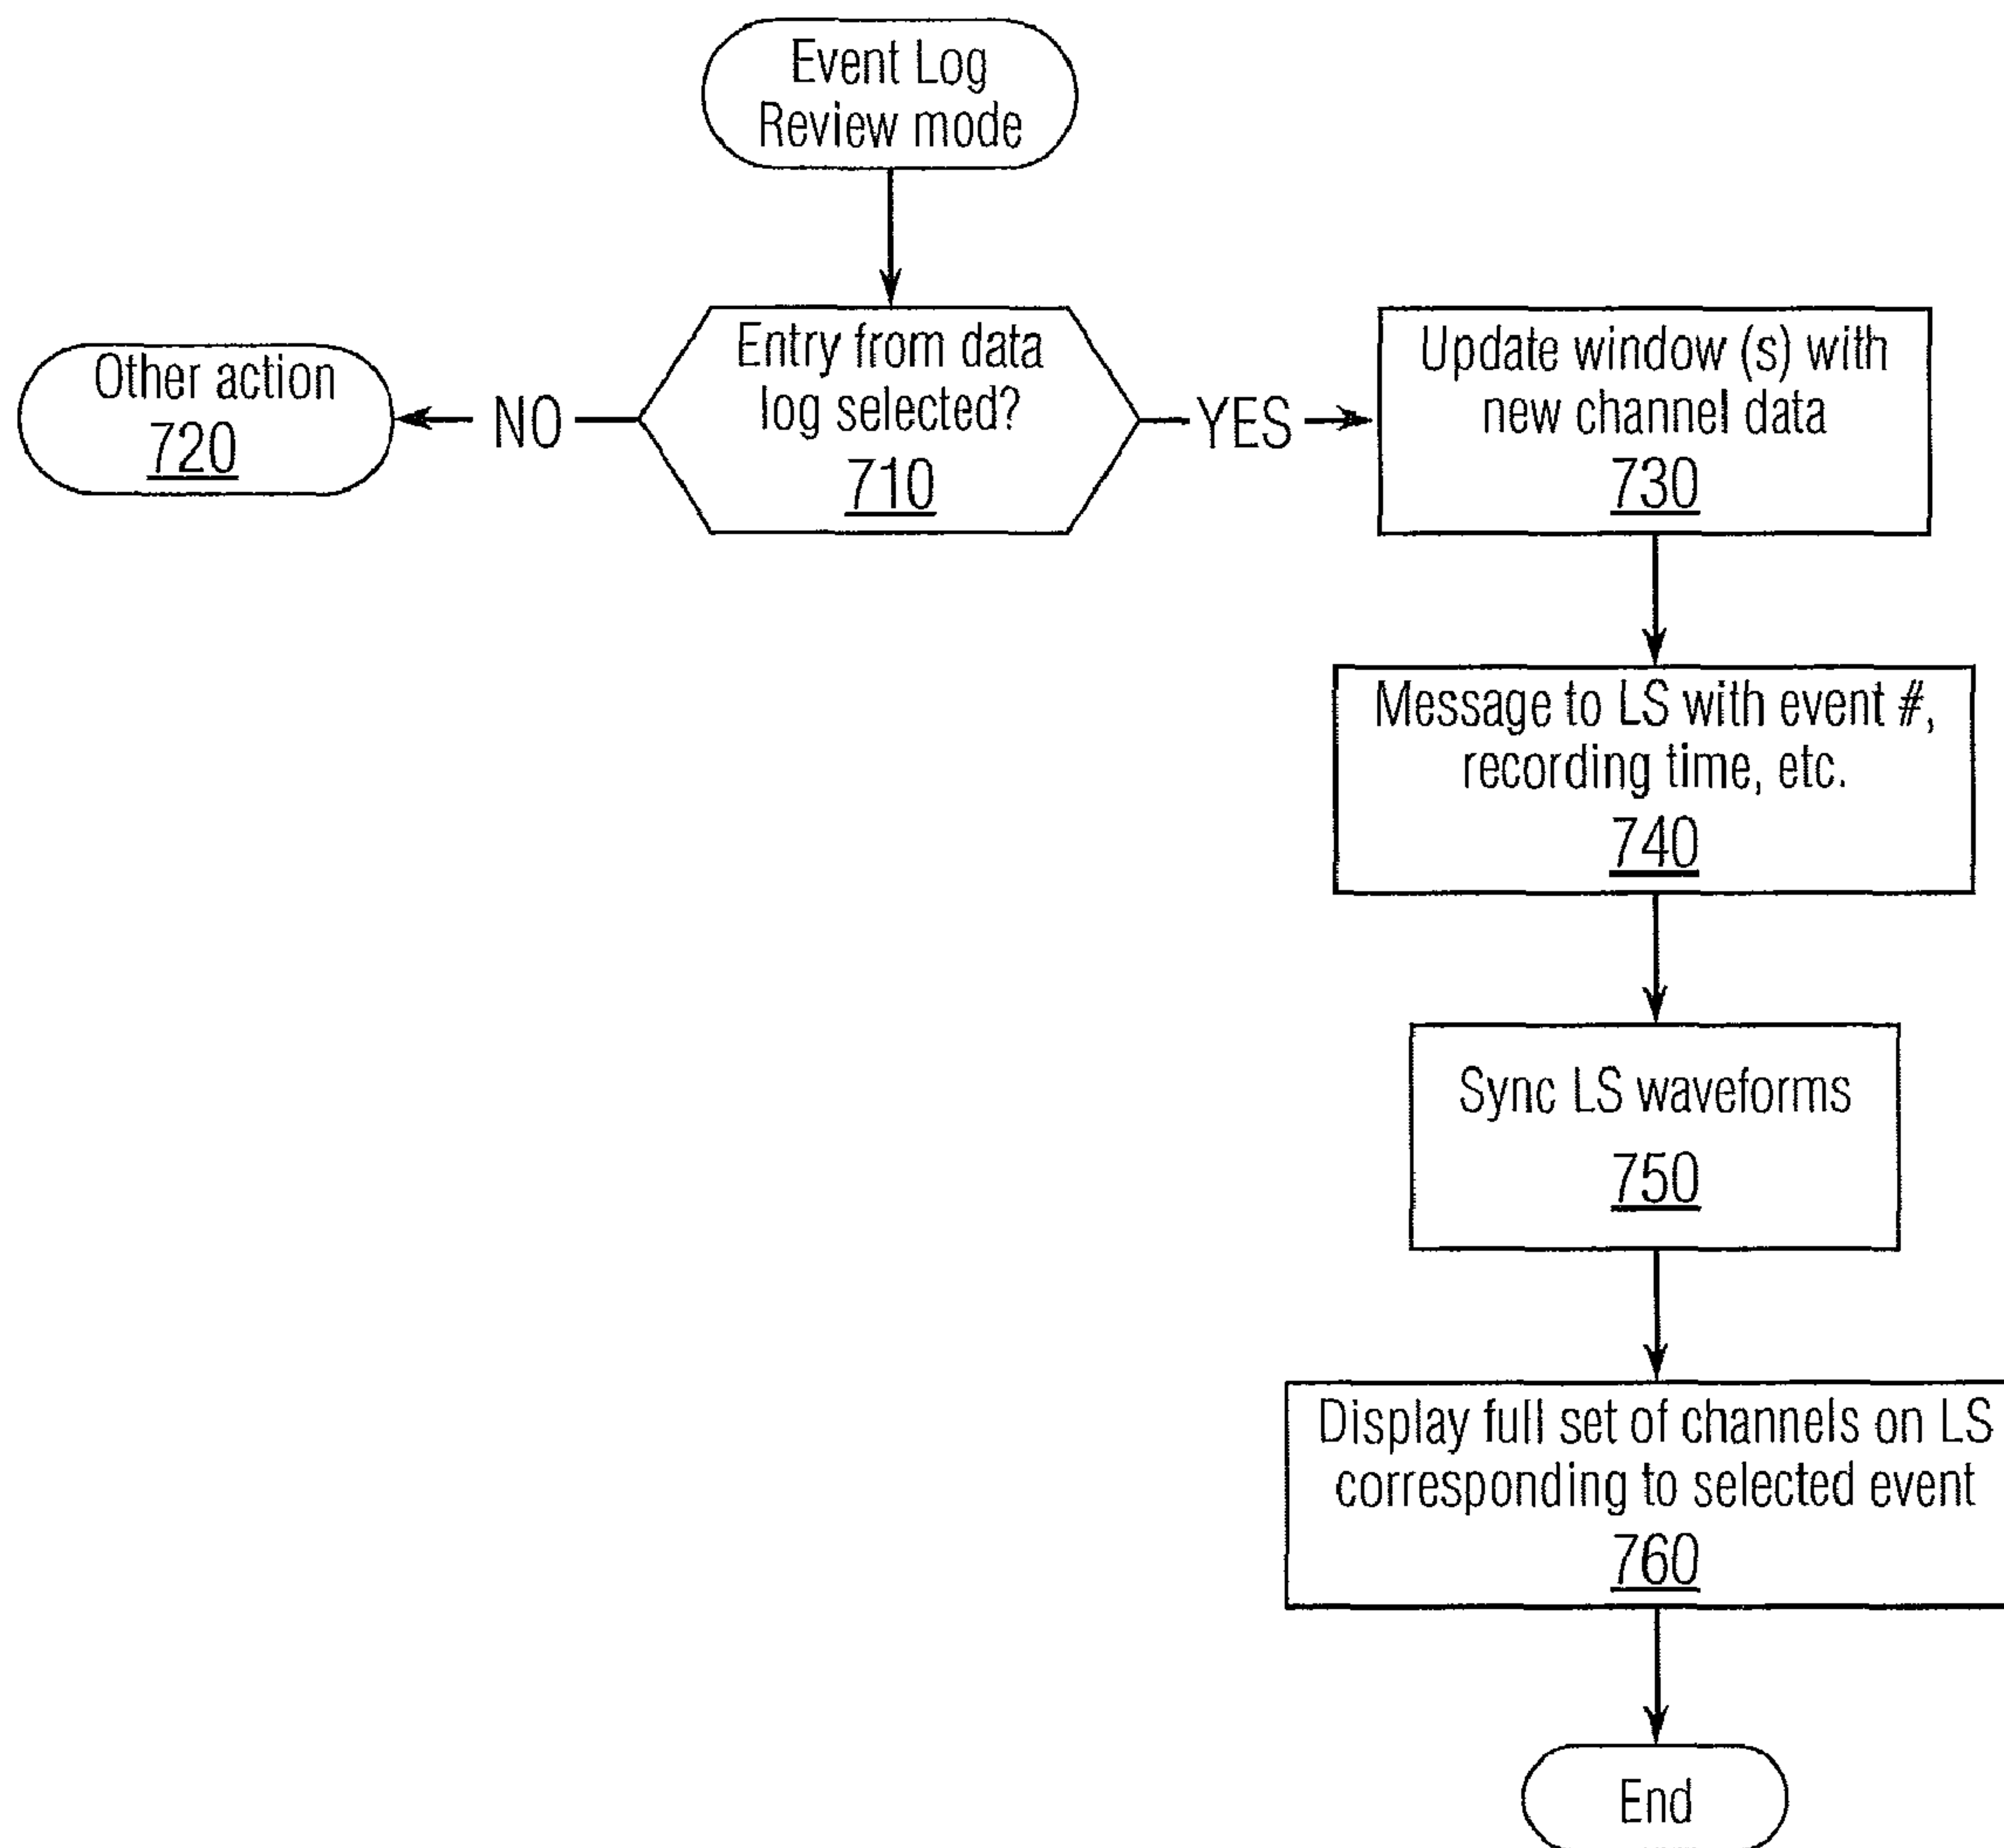 Event Log
Review mode
Entry from data
log selected?
710
NO
Other action
720
YES
Update window (s) with
new channel data
730
Message to LS with event #,
recording time, etc.
740
Sync LS waveforms
750
Display full set of channels on LS
corresponding to selected event
760
End